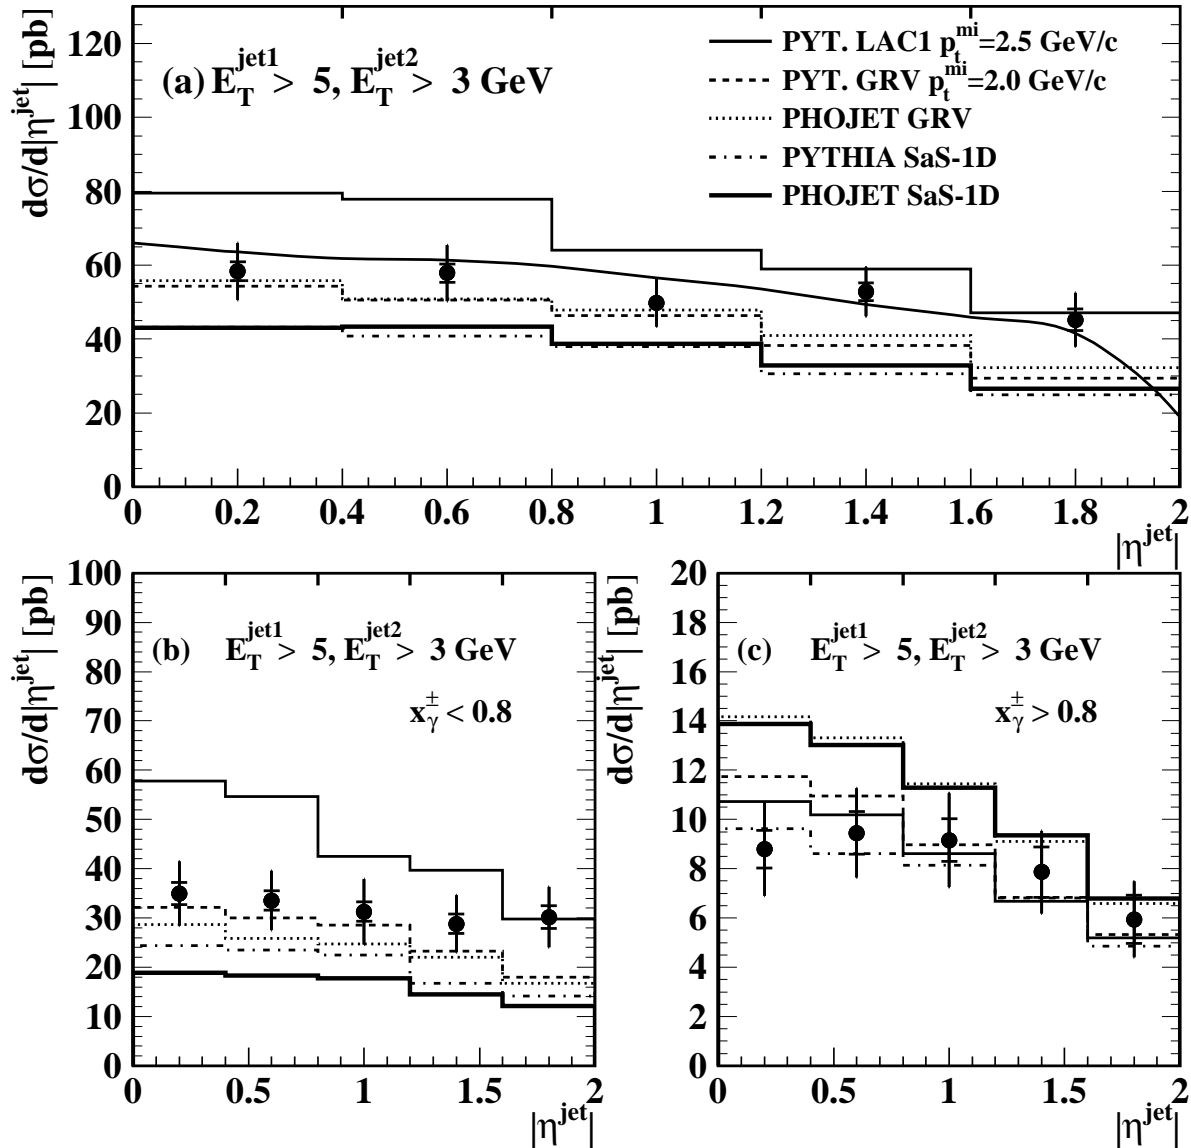 dσ/d|η^jet| [pb]
(a) E_T^jet1 > 5, E_T^jet2 > 3 GeV
PYT. LAC1 p_t^mi=2.5 GeV/c
PYT. GRV p_t^mi=2.0 GeV/c
PHOJET GRV
PYTHIA SaS-1D
PHOJET SaS-1D
120
100
80
60
40
20
0
0 0.2 0.4 0.6 0.8 1 1.2 1.4 1.6 1.8 2
|η^jet|
dσ/d|η^jet| [pb]
(b) E_T^jet1 > 5, E_T^jet2 > 3 GeV
x_γ^± < 0.8
100
90
80
70
60
50
40
30
20
10
0
0 0.5 1 1.5 2
|η^jet|
dσ/d|η^jet| [pb]
(c) E_T^jet1 > 5, E_T^jet2 > 3 GeV
x_γ^± > 0.8
20
18
16
14
12
10
8
6
4
2
0
0 0.5 1 1.5 2
|η^jet|